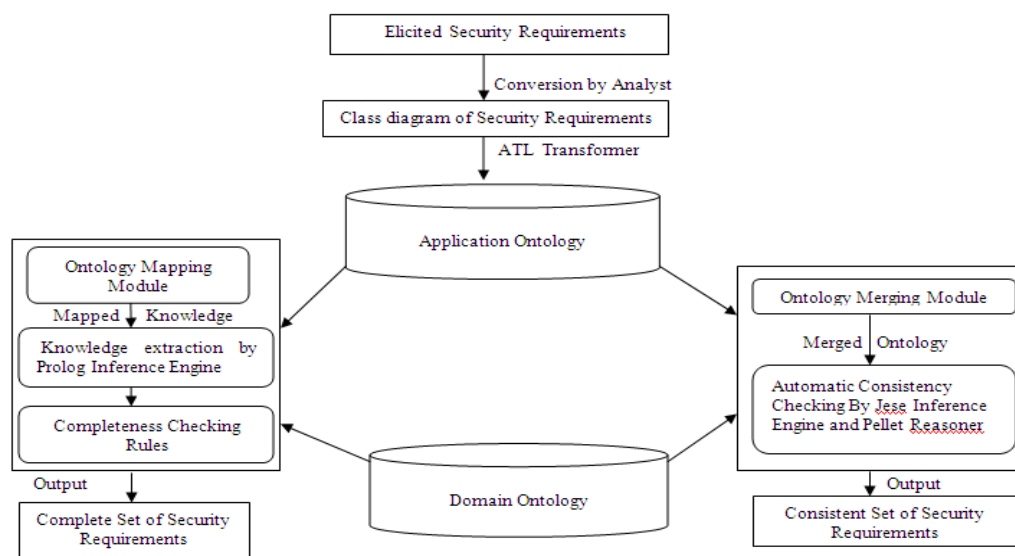 Elicited Security Requirements
Conversion by Analyst
Class diagram of Security Requirements
ATL Transformer
Application Ontology
Ontology Mapping
Module
Mapped Knowledge
Knowledge extraction by
Prolog Inference Engine
Completeness Checking
Rules
Output
Complete Set of Security
Requirements
Domain Ontology
Ontology Merging Module
Merged Ontology
Automatic Consistency
Checking By Jese Inference
Engine and Pellet Reasoner
Output
Consistent Set of Security
Requirements